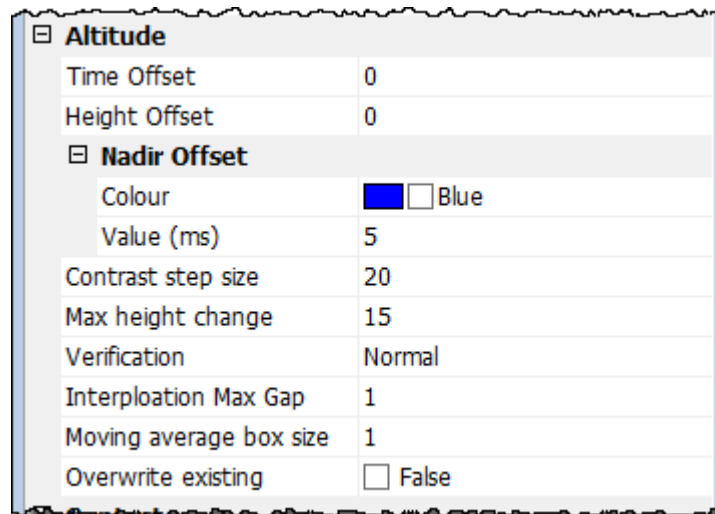 Altitude
Time Offset 0
Height Offset 0
Nadir Offset
Colour Blue
Value (ms) 5
Contrast step size 20
Max height change 15
Verification Normal
Interploation Max Gap 1
Moving average box size 1
Overwrite existing False